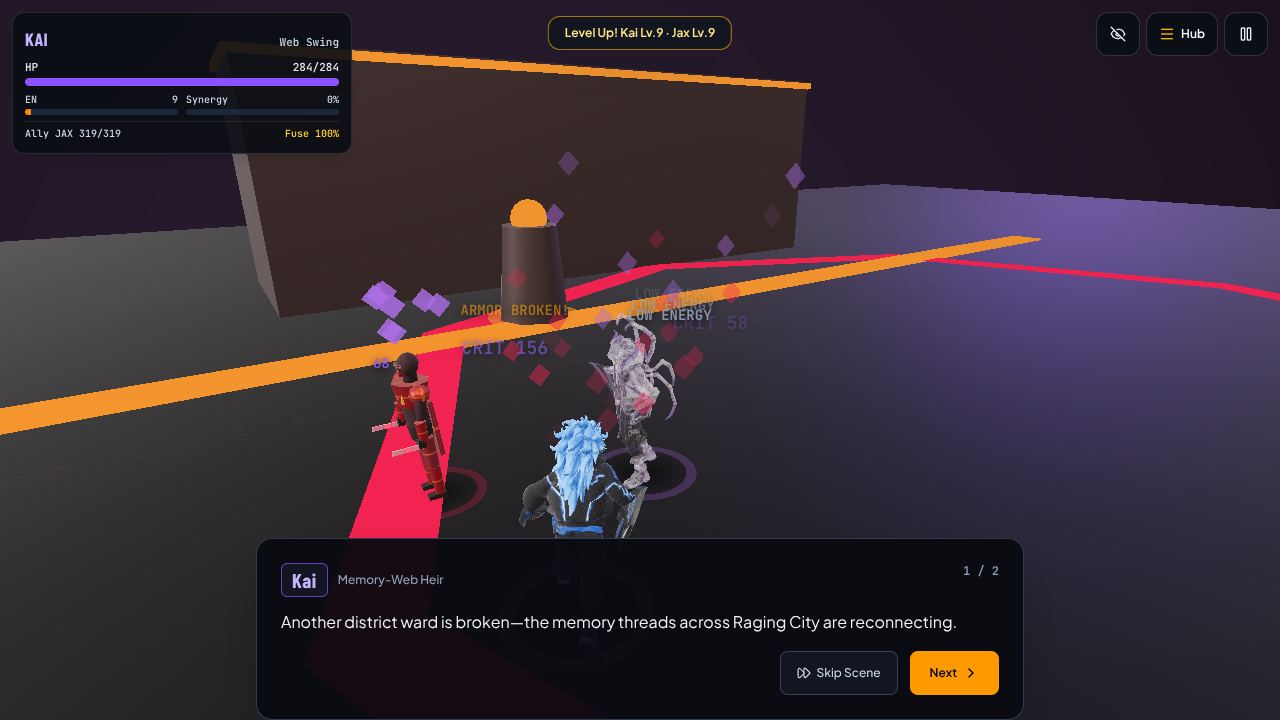 KAI
Web Swing
HP 284/284
EN 9 Synergy 0%
Ally JAX 319/319 Fuse 100%
Level Up! Kai Lv.9 · Jax Lv.9
Hub
ARMOR BROKEN!
CRIT 156
LOW ENERGY
LOW ENERGY
CRIT 58
Kai
Memory-Web Heir
1 / 2
Another district ward is broken—the memory threads across Raging City are reconnecting.
Skip Scene
Next